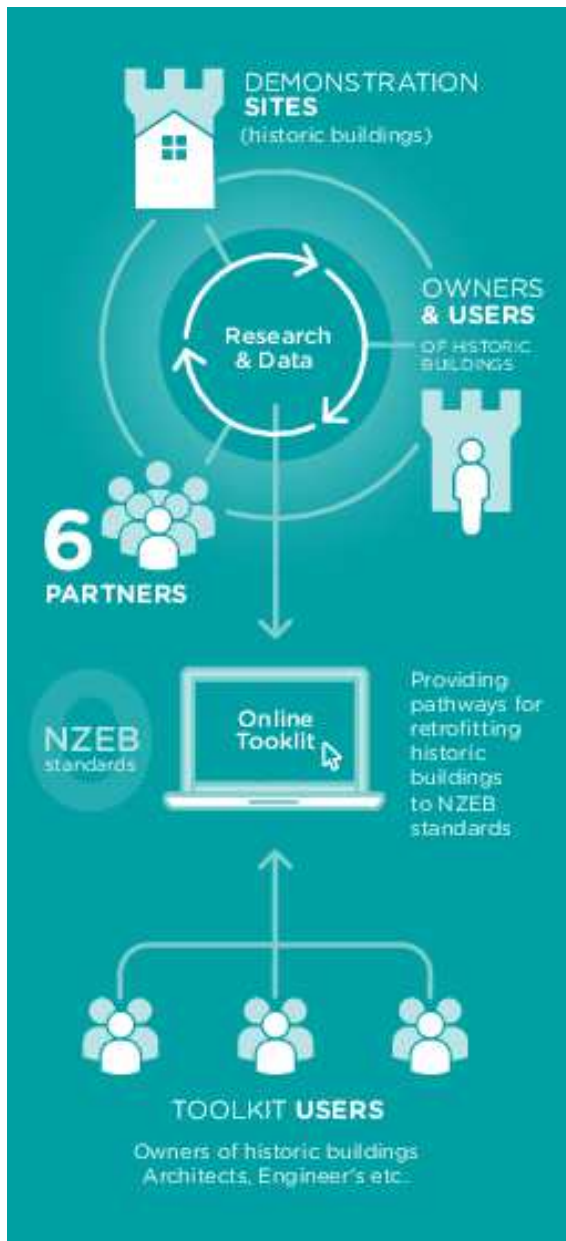 DEMONSTRATION
SITES
(historic buildings)
Research
& Data
OWNERS
& USERS
OF HISTORIC
BUILDINGS
6
PARTNERS
NZEB
standards
Online
Tooklit
Providing
pathways for
retrofitting
historic
buildings
to NZEB
standards
TOOLKIT USERS
Owners of historic buildings
Architects, Engineer's etc.